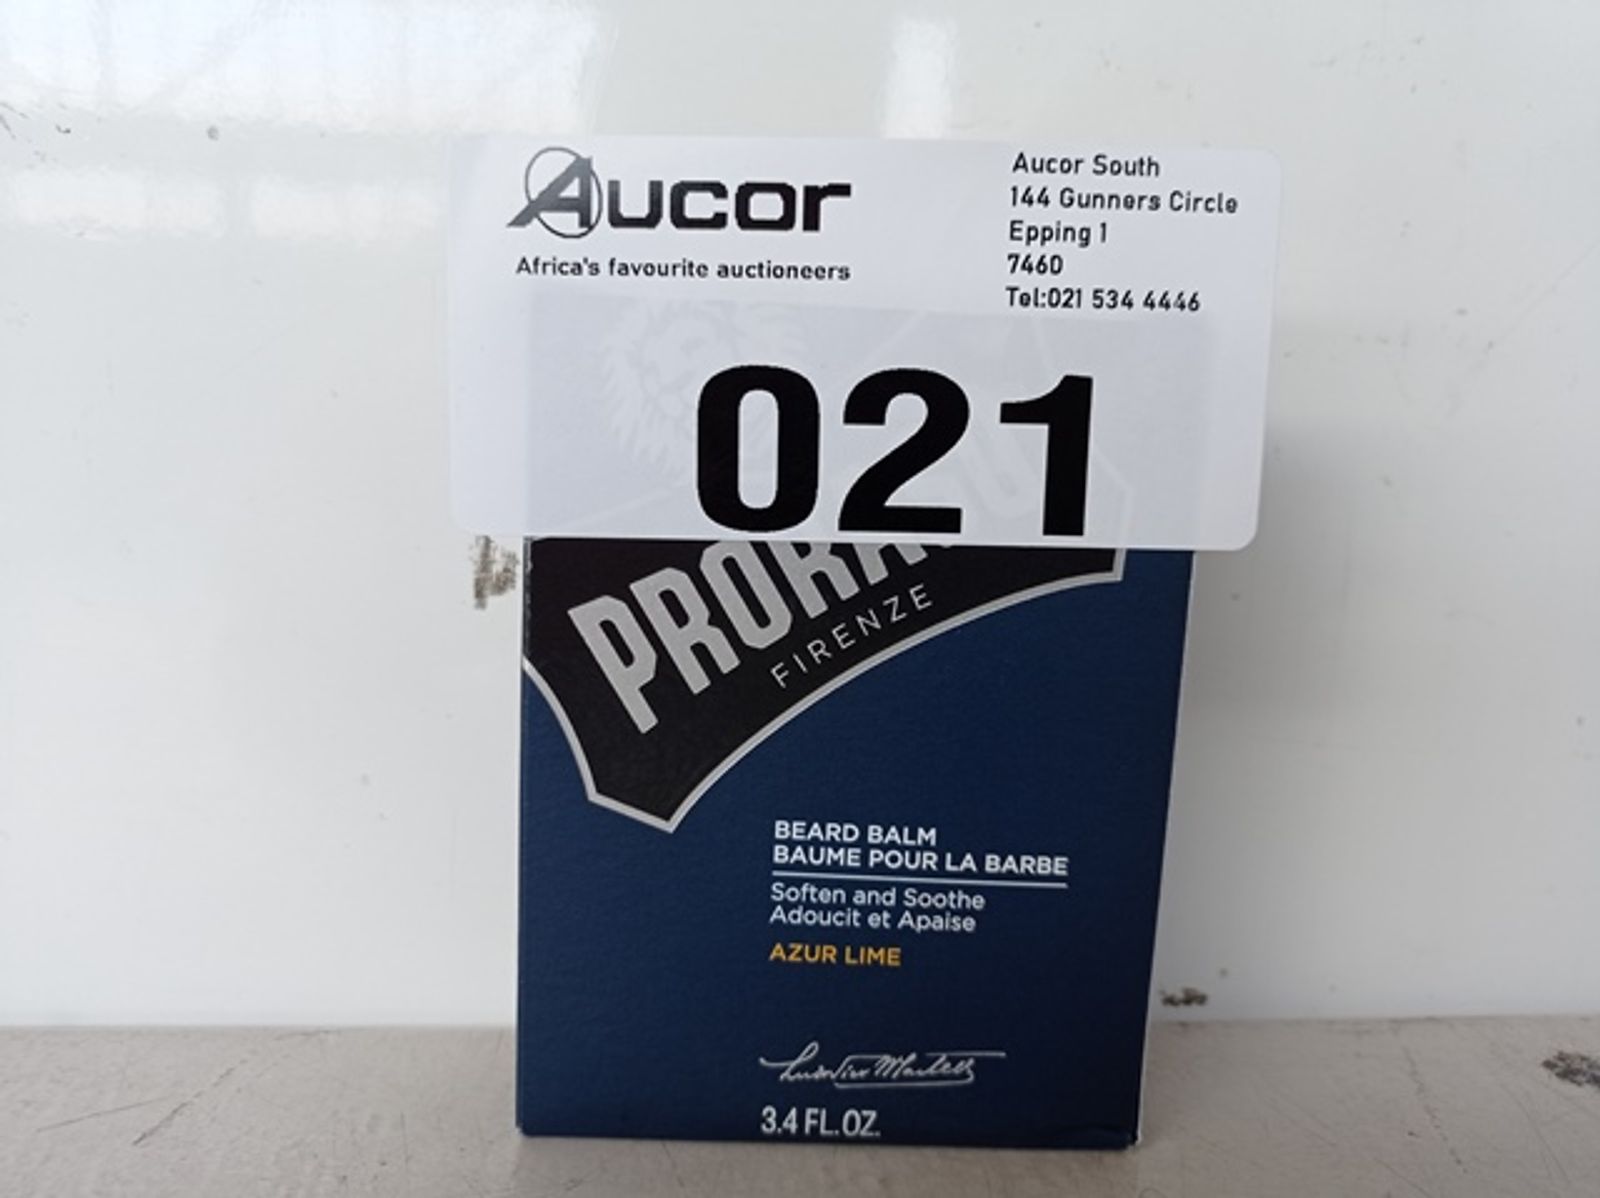 Aucor
Africa's favourite auctioneers
Aucor South
144 Gunners Circle
Epping 1
7460
Tel:021 534 4446
021
FIRENZE
BEARD BALM
BAUME POUR LA BARBE
Soften and Soothe
Adoucit et Apaise
AZUR LIME
3.4 FL.OZ.